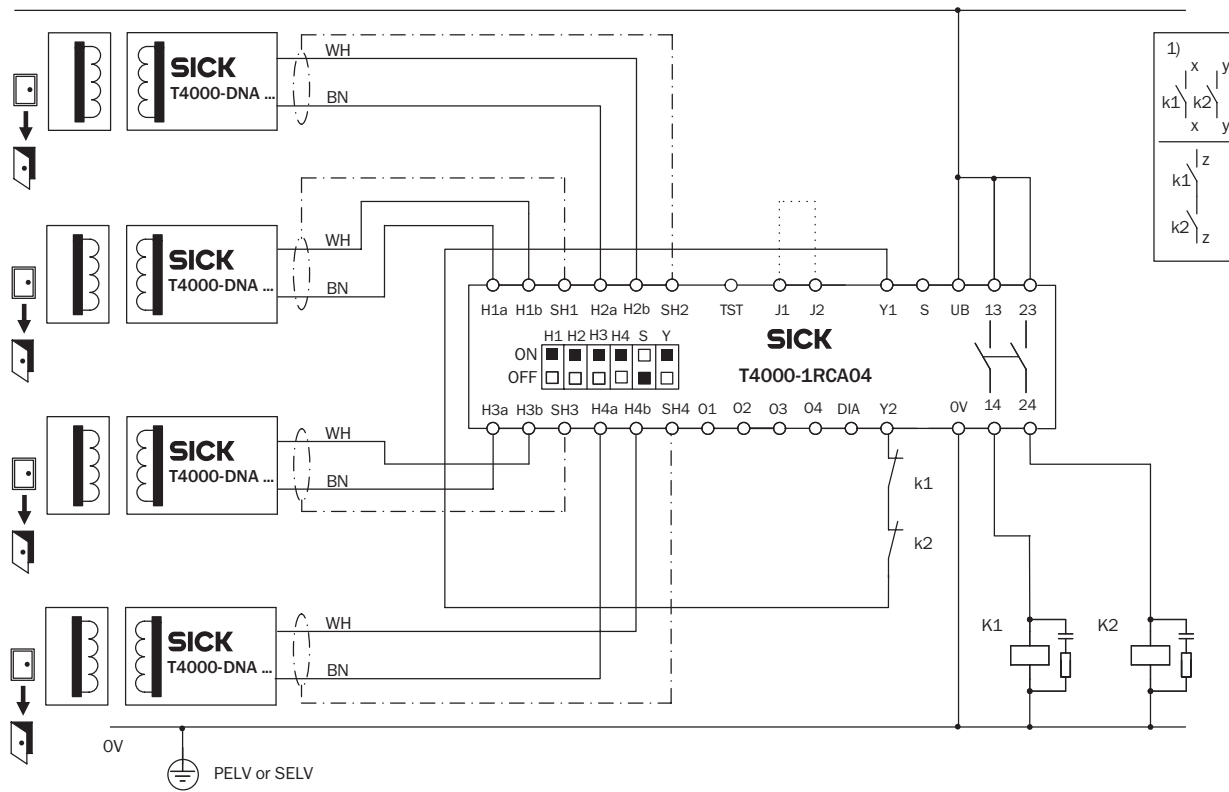 WH
SICK
T4000-DNA ...
BN
1)
x y
k1 k2
x y
z
k1
k2
z
WH
SICK
T4000-DNA ...
BN
H1a H1b SH1 H2a H2b SH2 TST J1 J2 Y1 S UB 13 23
H1 H2 H3 H4 S Y
ON
OFF
SICK
T4000-1RCA04
H3a H3b SH3 H4a H4b SH4 O1 O2 O3 O4 DIA Y2 0V 14 24
WH
SICK
T4000-DNA ...
BN
k1
k2
WH
SICK
T4000-DNA ...
BN
K1 K2
0V
PELV or SELV